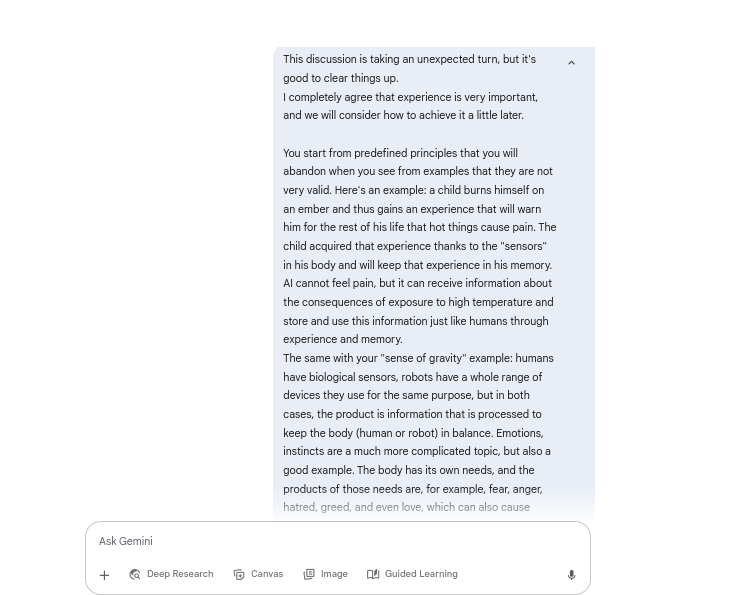 This discussion is taking an unexpected turn, but it's
good to clear things up.
I completely agree that experience is very important,
and we will consider how to achieve it a little later.
You start from predefined principles that you will
abandon when you see from examples that they are not
very valid. Here's an example: a child burns himself on
an ember and thus gains an experience that will warn
him for the rest of his life that hot things cause pain. The
child acquired that experience thanks to the "sensors"
in his body and will keep that experience in his memory.
AI cannot feel pain, but it can receive information about
the consequences of exposure to high temperature and
store and use this information just like humans through
experience and memory.
The same with your "sense of gravity" example: humans
have biological sensors, robots have a whole range of
devices they use for the same purpose, but in both
cases, the product is information that is processed to
keep the body (human or robot) in balance. Emotions,
instincts are a much more complicated topic, but also a
good example. The body has its own needs, and the
products of those needs are, for example, fear, anger,
hatred, greed, and even love, which can also cause
Ask Gemini
Deep Research Canvas Image Guided Learning